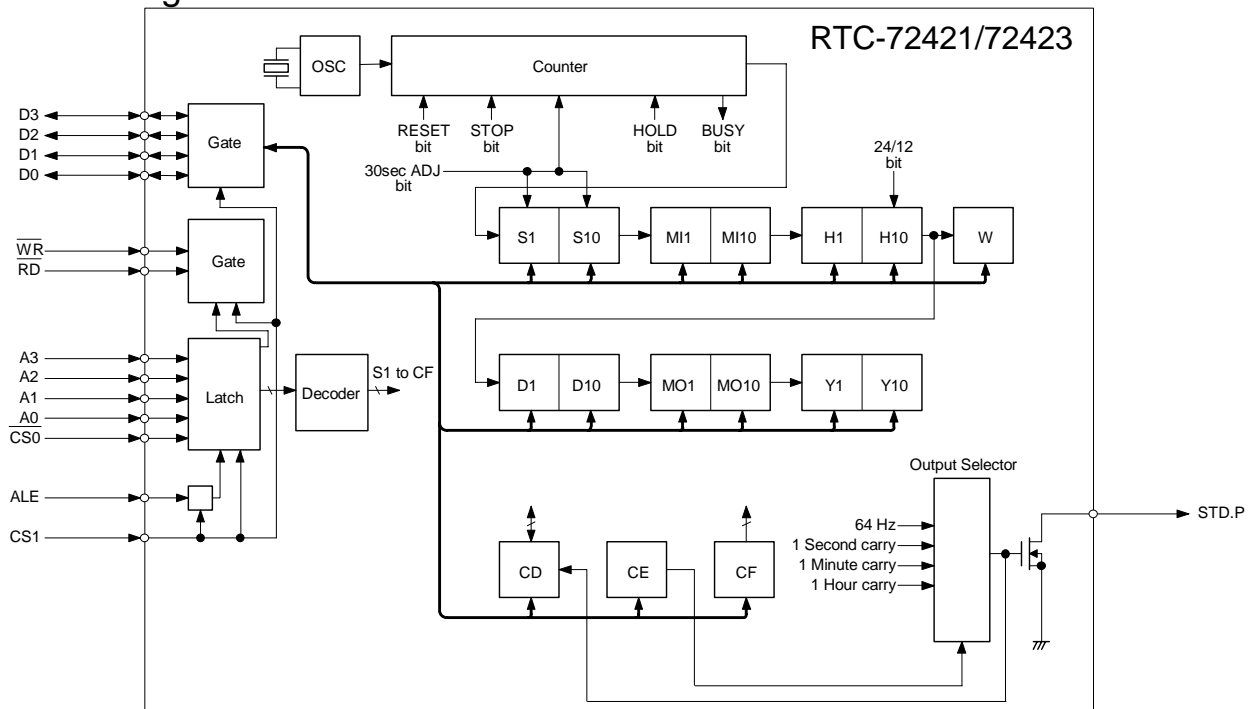 RTC-72421/72423
OSC
Counter
D3
D2
D1
D0
Gate
RESET
bit
STOP
bit
HOLD
bit
BUSY
bit
30sec ADJ
bit
24/12
bit
WR
RD
Gate
S1
S10
MI1
MI10
H1
H10
W
A3
A2
A1
A0
CS0
Latch
Decoder
S1 to CF
D1
D10
MO1
MO10
Y1
Y10
ALE
CS1
Output Selector
64 Hz
1 Second carry
1 Minute carry
1 Hour carry
STD.P
CD
CE
CF